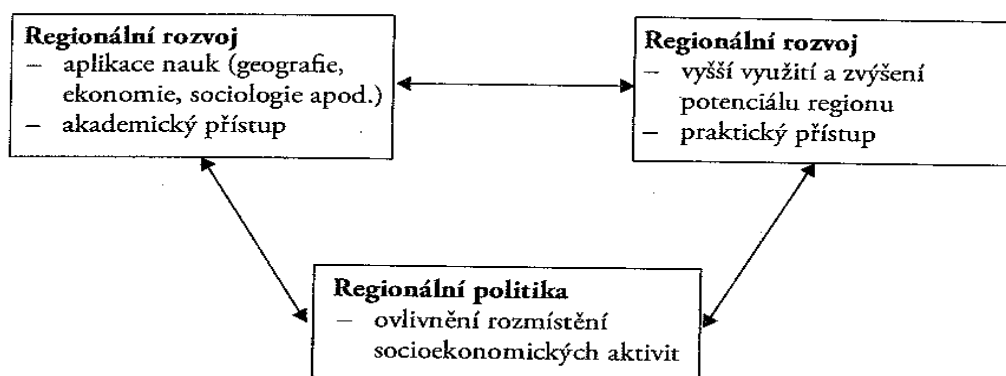 Regionální rozvoj
– aplikace nauk (geografie,
ekonomie, sociologie apod.)
– akademický přístup
Regionální rozvoj
– vyšší využití a zvýšení
potenciálu regionu
– praktický přístup
Regionální politika
– ovlivnění rozmístění
socioekonomických aktivit